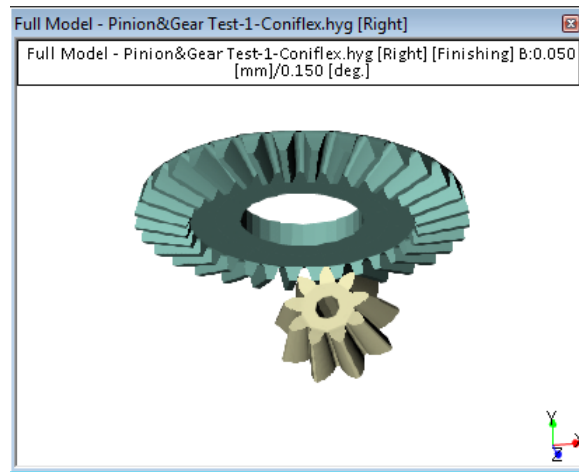 Full Model - Pinion&Gear Test-1-Coniflex.hyg [Right]
Full Model - Pinion&Gear Test-1-Coniflex.hyg [Right] [Finishing] B:0.050
[mm]/0.150 [deg.]
Y
X
Z